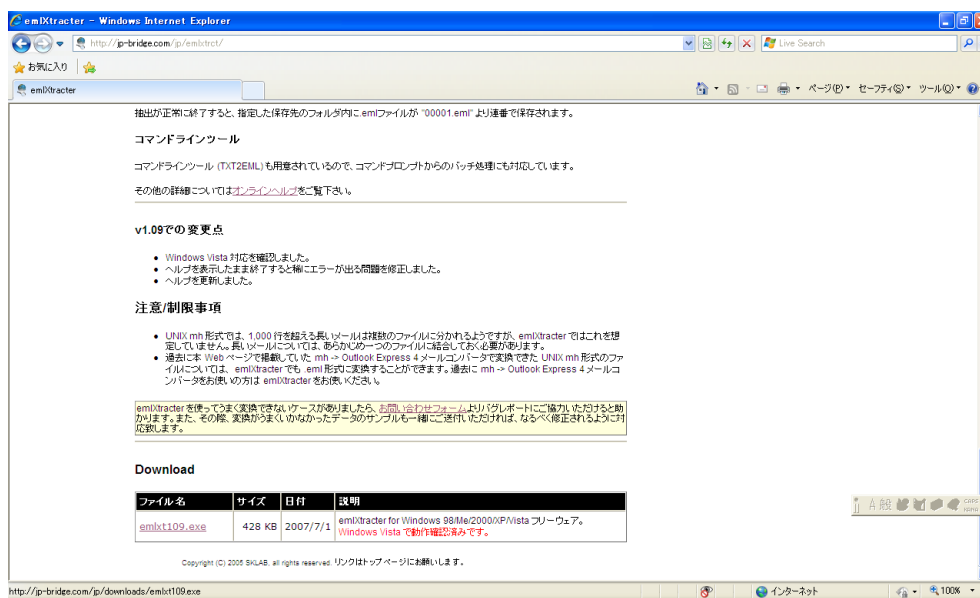 emlXtracter - Windows Internet Explorer
http://jp-bridge.com/jp/emlxtrct/
Live Search
お気に入り
emlXtracter
ページ(P) セーフティ(S) ツール(O)
抽出が正常に終了すると、指定した保存先のフォルダ内に.emlファイルが "00001.eml" より連番で保存されます。
コマンドラインツール
コマンドラインツール (TXT2EML) も用意されているので、コマンドプロンプトからのバッチ処理にも対応しています。
その他の詳細についてはオンラインヘルプをご覧下さい。
v1.09での変更点
Windows Vista 対応を確認しました。
ヘルプを表示したまま終了すると稀にエラーが出る問題を修正しました。
ヘルプを更新しました。
注意/制限事項
UNIX mh 形式では、1,000 行を超える長いメールは複数のファイルに分かれるようですが、emlXtracter ではこれを想
定していません。長いメールについては、あらかじめ一つのファイルに結合しておく必要があります。
過去に本 Web ページで掲載していた mh -> Outlook Express 4 メールコンバータで変換できた UNIX mh 形式のファ
イルについては、emlXtracter でも .eml 形式に変換することができます。過去に mh -> Outlook Express 4 メールコ
ンバータをお使いの方は emlXtracter をお使いください。
emlXtracter を使ってうまく変換できないケースがありましたら、お問い合わせフォームよりバグレポートにご協力いただけると助
かります。また、その際、変換がうまくいかなかったデータのサンプルも一緒にご送付いただければ、なるべく修正されるように対
応致します。
Download
ファイル名 サイズ 日付 説明
emlxt109.exe 428 KB 2007/7/1 emlXtracter for Windows 98/Me/2000/XP/Vista フリーウェア。
Windows Vista で動作確認済みです。
A 般 CAPS
KANA
Copyright (C) 2005 SKLAB, all rights reserved. リンクはトップページにお願いします。
http://jp-bridge.com/jp/downloads/emlxt109.exe
インターネット
100%